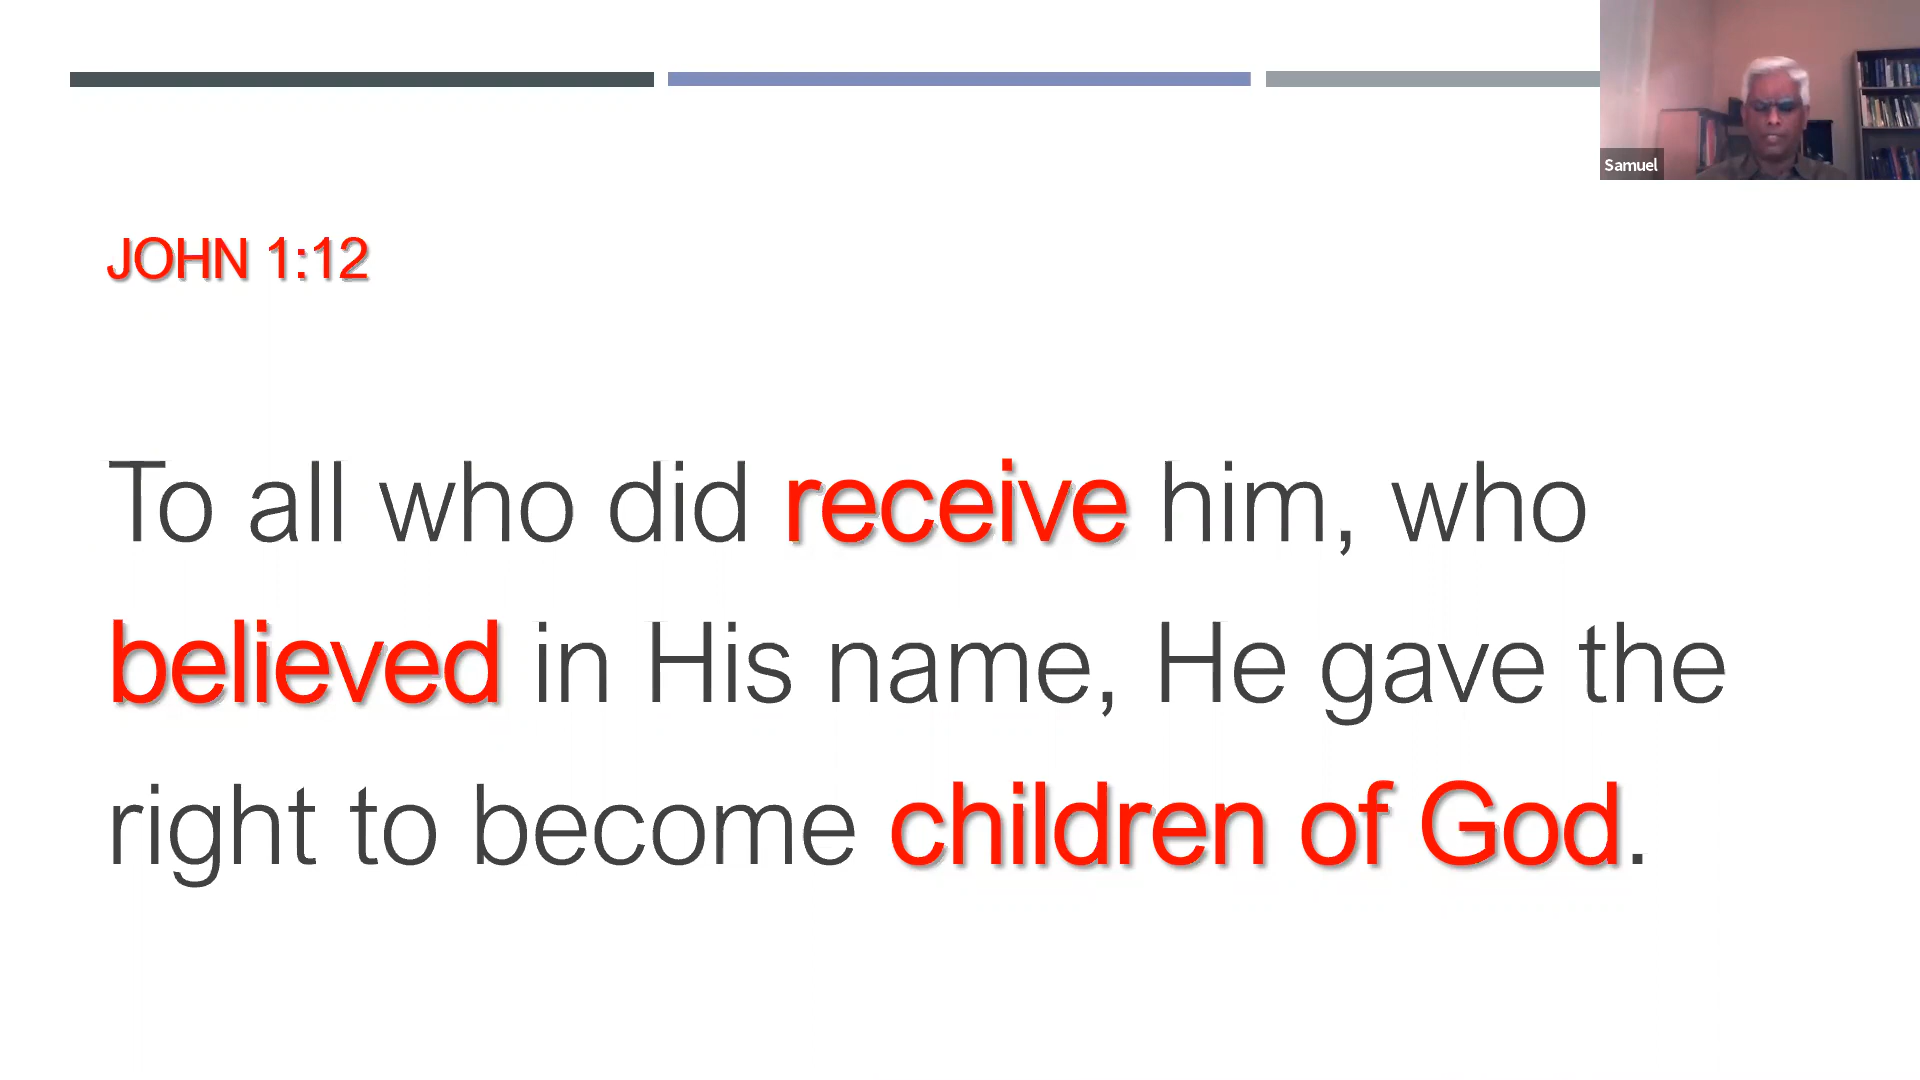 Samuel
JOHN 1:12
To all who did receive him, who
believed in His name, He gave the
right to become children of God.